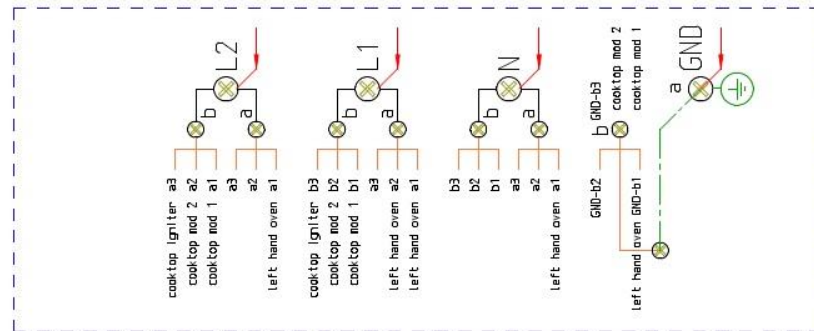 L2
b
a
cooktop igniter a3
cooktop mod 2 a2
cooktop mod 1 a1
a3
a2
left hand oven a1
L1
b
a
cooktop igniter b3
cooktop mod 2 b2
cooktop mod 1 b1
a3
left hand oven a2
left hand oven a1
N
b
a
b3
b2
b1
a3
a2
left hand oven a1
GND
a
b
GND-b3
cooktop mod 2
cooktop mod 1
GND-b2
left hand oven GND-b1